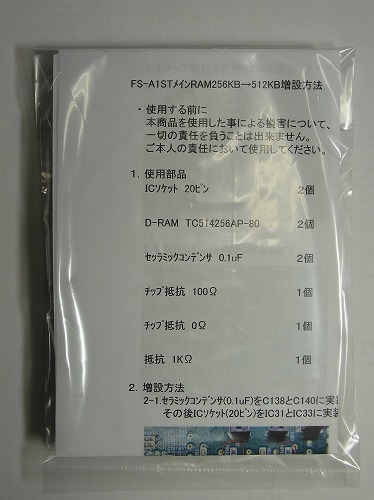 FS-A1STﾒｲﾝRAM256KB→512KB増設方法
・使用する前に
本商品を使用した事による損害について、
一切の責任を負うことは出来ません。
ご本人の責任において使用してください。
1. 使用部品
ICｿｹｯﾄ 20ﾋﾟﾝ 2個
D-RAM TC514256AP-80 2個
ｾｯﾗﾐｯｸｺﾝﾃﾞﾝｻ 0.1uF 2個
ﾁｯﾌﾟ抵抗 100Ω 1個
ﾁｯﾌﾟ抵抗 0Ω 1個
抵抗 1KΩ 1個
2. 増設方法
2-1.ｾﾗﾐｯｸｺﾝﾃﾞﾝｻ(0.1uF)をC138とC140に実
その後ICｿｹｯﾄ(20ﾋﾟﾝ)をIC31とIC33に実装